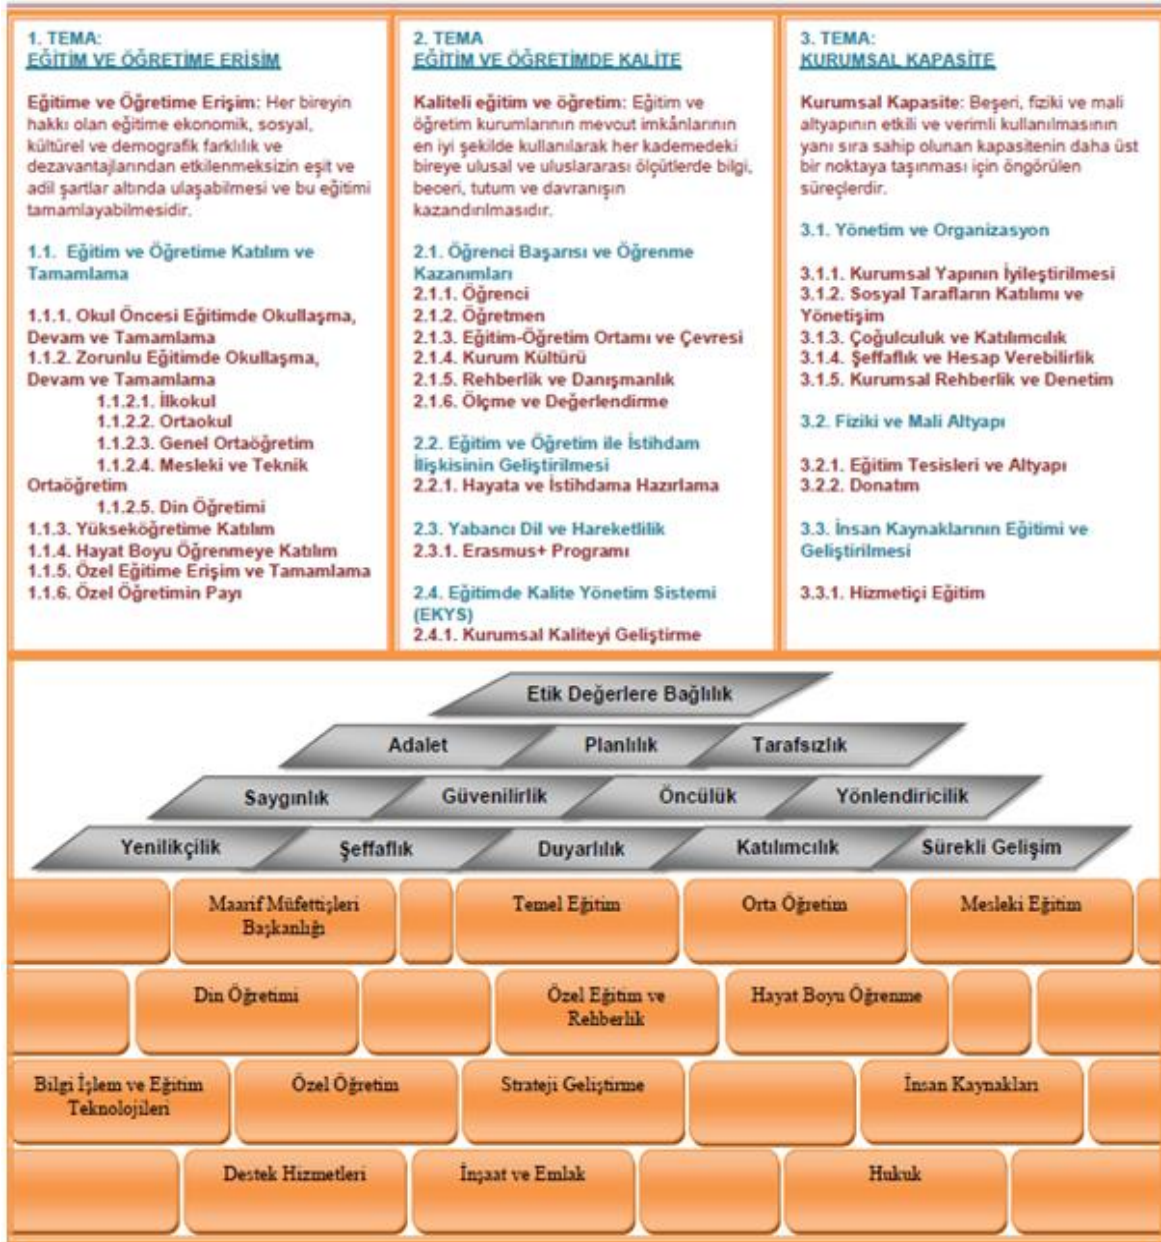 1. TEMA:
EĞİTİM VE ÖĞRETİME ERİŞİM
Eğitime ve Öğretime Erişim: Her bireyin
hakkı olan eğitime ekonomik, sosyal,
kültürel ve demografik farklılık ve
dezavantajlarından etkilenmeksizin eşit ve
adil şartlar altında ulaşabilmesi ve bu eğitimi
tamamlayabilmesidir.
1.1. Eğitim ve Öğretime Katılım ve
Tamamlama
1.1.1. Okul Öncesi Eğitimde Okullaşma,
Devam ve Tamamlama
1.1.2. Zorunlu Eğitimde Okullaşma,
Devam ve Tamamlama
1.1.2.1. İlkokul
1.1.2.2. Ortaokul
1.1.2.3. Genel Ortaöğretim
1.1.2.4. Mesleki ve Teknik
Ortaöğretim
1.1.2.5. Din Öğretimi
1.1.3. Yükseköğretime Katılım
1.1.4. Hayat Boyu Öğrenmeye Katılım
1.1.5. Özel Eğitime Erişim ve Tamamlama
1.1.6. Özel Öğretimin Payı
2. TEMA
EĞİTİM VE ÖĞRETİMDE KALİTE
Kaliteli eğitim ve öğretim: Eğitim ve
öğretim kurumlarının mevcut imkânlarının
en iyi şekilde kullanılarak her kademedeki
bireye ulusal ve uluslararası ölçütlerde bilgi,
beceri, tutum ve davranışın
kazandırılmasıdır.
2.1. Öğrenci Başarısı ve Öğrenme
Kazanımları
2.1.1. Öğrenci
2.1.2. Öğretmen
2.1.3. Eğitim-Öğretim Ortamı ve Çevresi
2.1.4. Kurum Kültürü
2.1.5. Rehberlik ve Danışmanlık
2.1.6. Ölçme ve Değerlendirme
2.2. Eğitim ve Öğretim ile İstihdam
İlişkisinin Geliştirilmesi
2.2.1. Hayata ve İstihdama Hazırlama
2.3. Yabancı Dil ve Hareketlilik
2.3.1. Erasmus+ Programı
2.4. Eğitimde Kalite Yönetim Sistemi
(EKYS)
2.4.1. Kurumsal Kaliteyi Geliştirme
3. TEMA:
KURUMSAL KAPASİTE
Kurumsal Kapasite: Beşeri, fiziki ve mali
altyapının etkili ve verimli kullanılmasının
yanı sıra sahip olunan kapasitenin daha üst
bir noktaya taşınması için öngörülen
süreçlerdir.
3.1. Yönetim ve Organizasyon
3.1.1. Kurumsal Yapının İyileştirilmesi
3.1.2. Sosyal Tarafların Katılımı ve
Yönetişim
3.1.3. Çoğulculuk ve Katılımcılık
3.1.4. Şeffaflık ve Hesap Verebilirlik
3.1.5. Kurumsal Rehberlik ve Denetim
3.2. Fiziki ve Mali Altyapı
3.2.1. Eğitim Tesisleri ve Altyapı
3.2.2. Donatım
3.3. İnsan Kaynaklarının Eğitimi ve
Geliştirilmesi
3.3.1. Hizmetiçi Eğitim
Etik Değerlere Bağlılık
Adalet Planlılık Tarafsızlık
Saygınlık Güvenilirlik Öncülük Yönlendiricilik
Yenilikçilik Şeffaflık Duyarlılık Katılımcılık Sürekli Gelişim
Maarif Müfettişleri
Başkanlığı
Temel Eğitim
Orta Öğretim
Mesleki Eğitim
Din Öğretimi
Özel Eğitim ve
Rehberlik
Hayat Boyu Öğrenme
Bilgi İşlem ve Eğitim
Teknolojileri
Özel Öğretim
Strateji Geliştirme
İnsan Kaynakları
Destek Hizmetleri
İnşaat ve Emlak
Hukuk